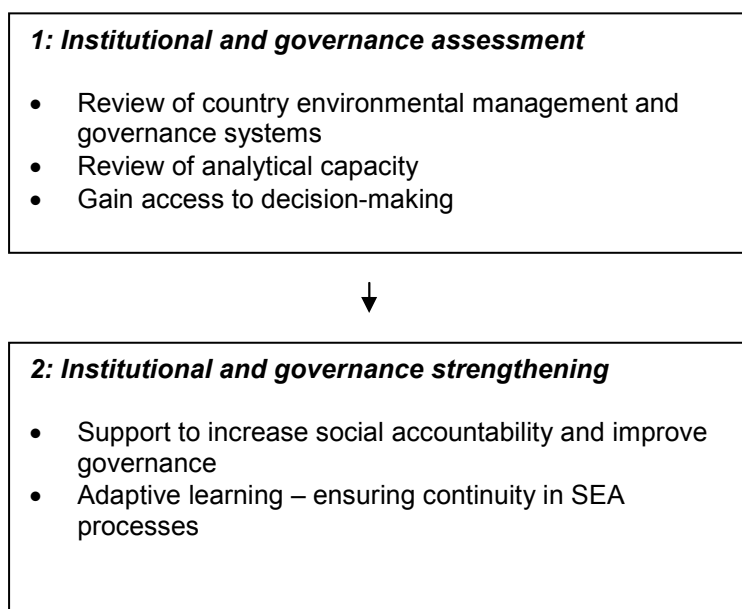 1: Institutional and governance assessment
• Review of country environmental management and
governance systems
• Review of analytical capacity
• Gain access to decision-making
2: Institutional and governance strengthening
• Support to increase social accountability and improve
governance
• Adaptive learning – ensuring continuity in SEA
processes